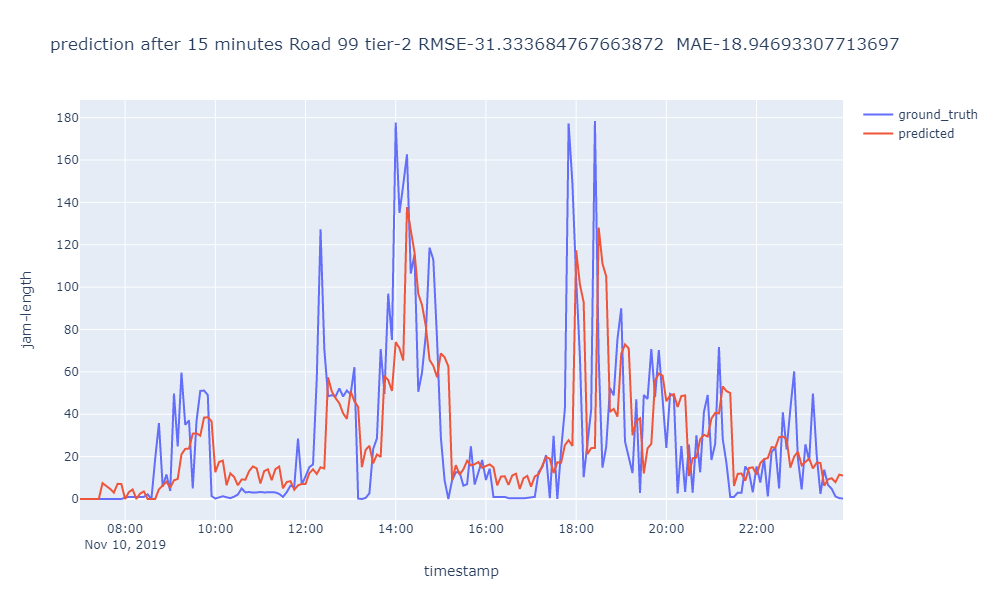 prediction after 15 minutes Road 99 tier-2 RMSE-31.333684767663872  MAE-18.94693307713697
ground_truth
predicted
180
160
140
120
100
80
60
40
20
0
jam-length
08:00 10:00 12:00 14:00 16:00 18:00 20:00 22:00
Nov 10, 2019
timestamp